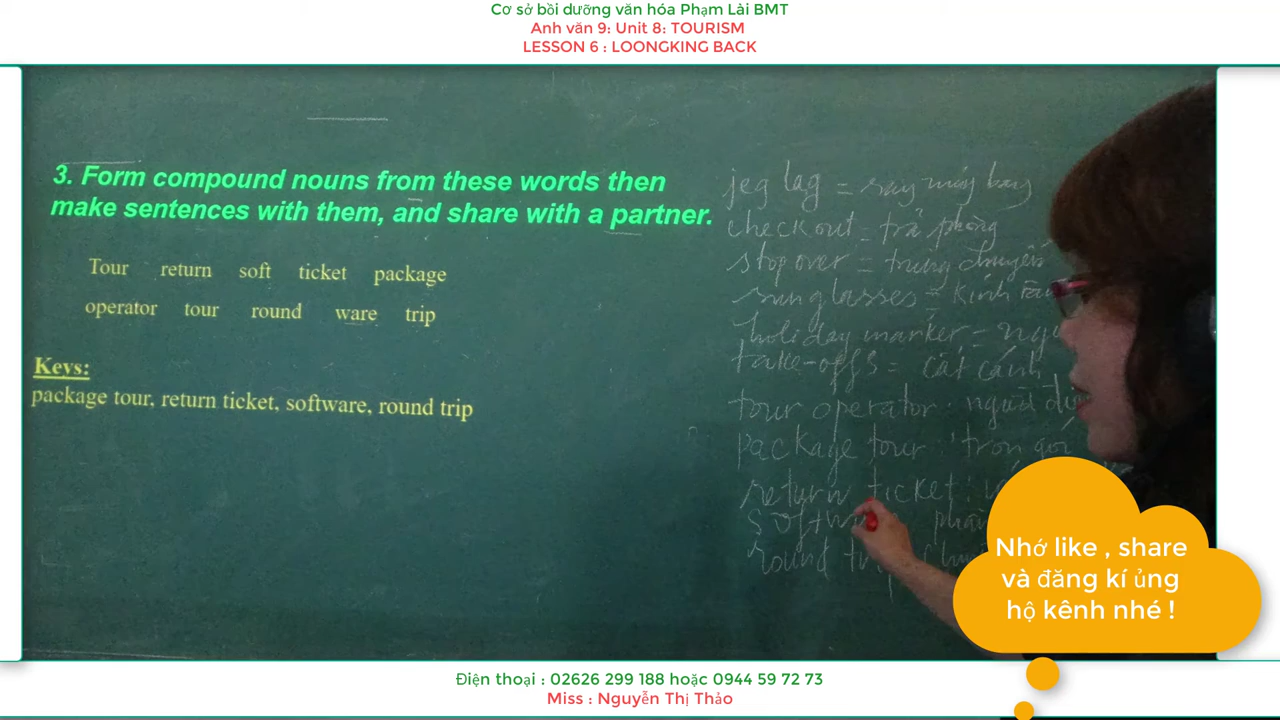 Cơ sở bồi dưỡng văn hóa Phạm Lài BMT
Anh văn 9: Unit 8: TOURISM
LESSON 6 : LOONGKING BACK
3. Form compound nouns from these words then
make sentences with them, and share with a partner.
Tour return soft ticket package
operator tour round ware trip
Keys:
package tour, return ticket, software, round trip
jeg lag = say máy bay
checkout = trả phòng
stop over = trung chuyển
sunglasses = kính
holiday marker =
take-offs = cất cánh
tour operator : người
package tour : trọn gói
return ticket :
round
Nhớ like , share
và đăng kí ủng
hộ kênh nhé !
Điện thoại : 02626 299 188 hoặc 0944 59 72 73
Miss : Nguyễn Thị Thảo